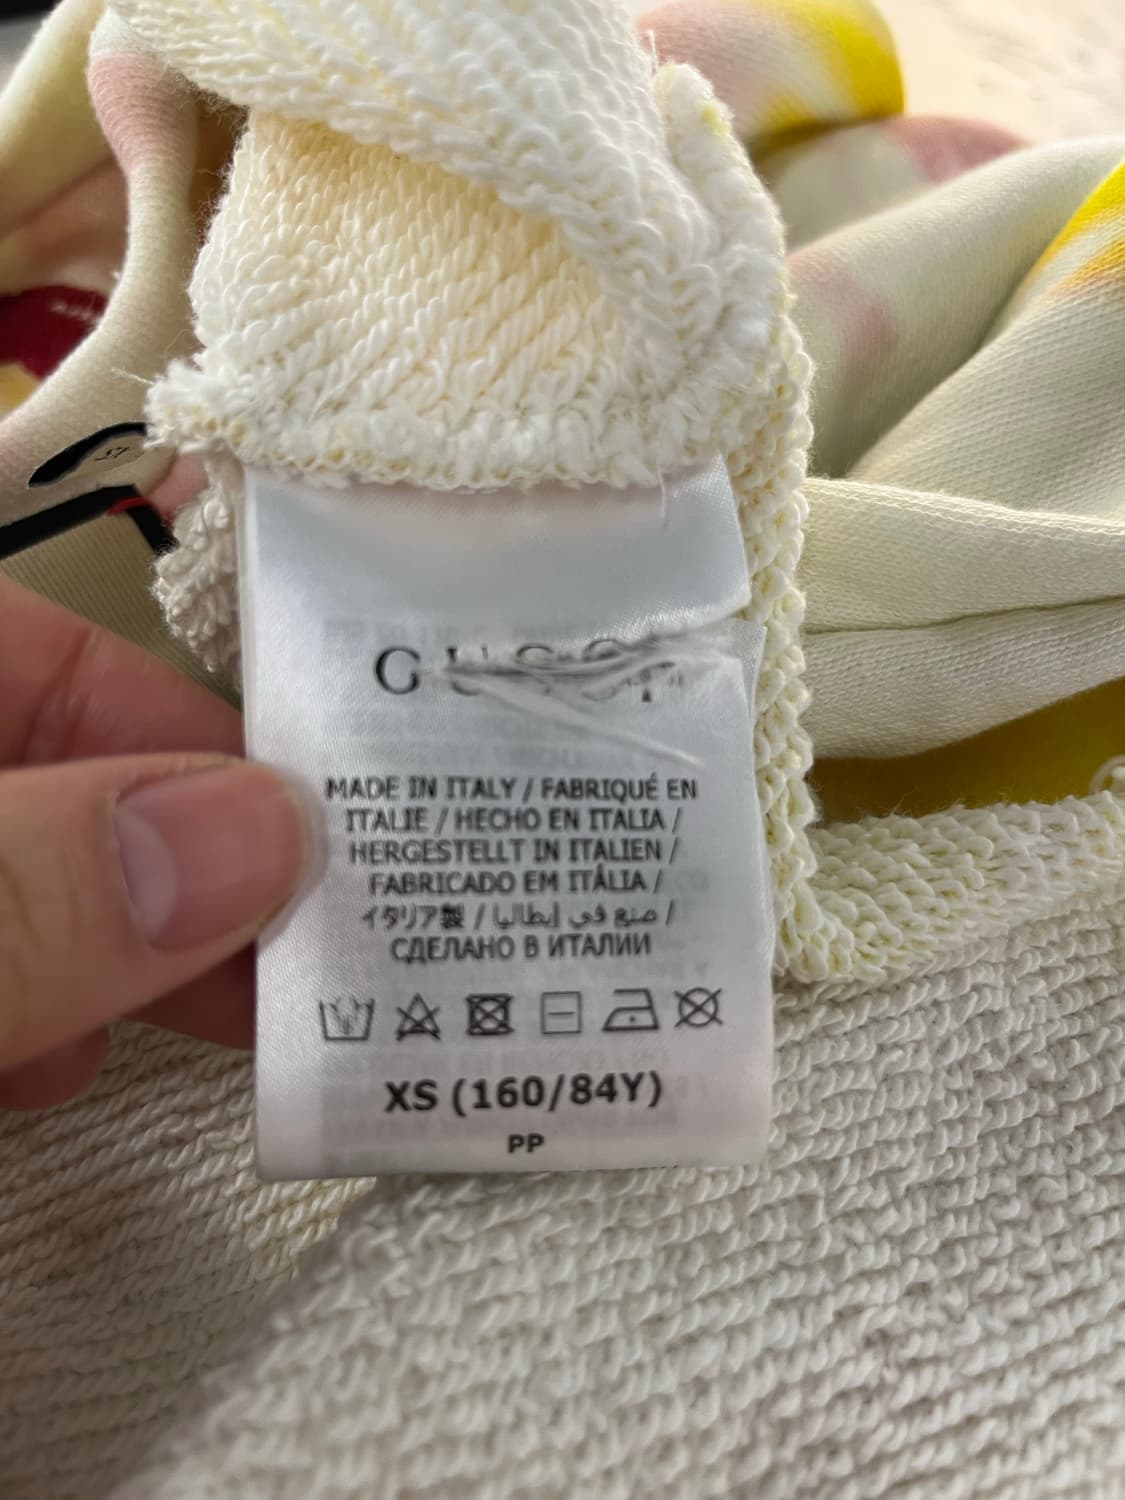 MADE IN ITALY / FABRIQUÉ EN
ITALIE / HECHO EN ITALIA /
HERGESTELLT IN ITALIEN /
FABRICADO EM ITÁLIA /
イタリア製 / صنع في إيطاليا /
СДЕЛАНО В ИТАЛИИ
XS (160/84Y)
PP